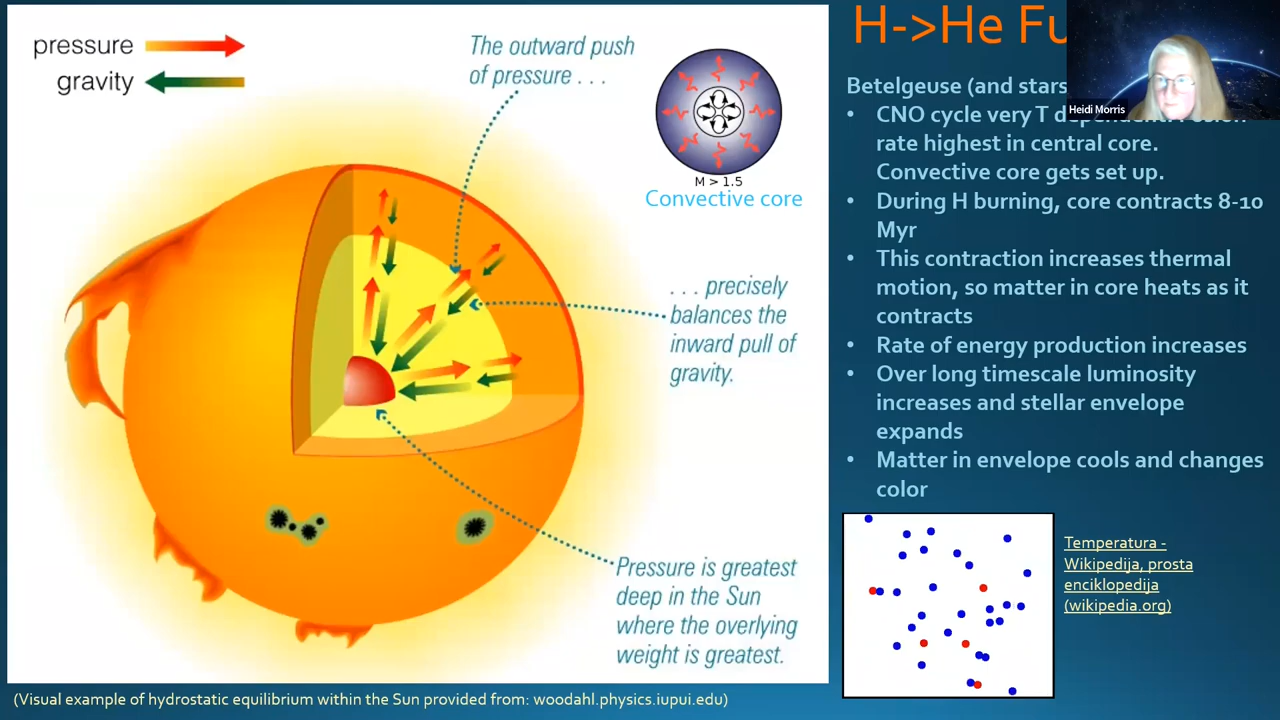 pressure
gravity
The outward push
of pressure . . .
M > 1.5
Convective core
. . . precisely
balances the
inward pull of
gravity.
Pressure is greatest
deep in the Sun
where the overlying
weight is greatest.
(Visual example of hydrostatic equilibrium within the Sun provided from: woodahl.physics.iupui.edu)
H->He Fu
Heidi Morris
Betelgeuse (and stars
• CNO cycle very T
rate highest in central core.
Convective core gets set up.
• During H burning, core contracts 8-10
Myr
• This contraction increases thermal
motion, so matter in core heats as it
contracts
• Rate of energy production increases
• Over long timescale luminosity
increases and stellar envelope
expands
• Matter in envelope cools and changes
color
Temperatura -
Wikipedija, prosta
enciklopedija
(wikipedia.org)